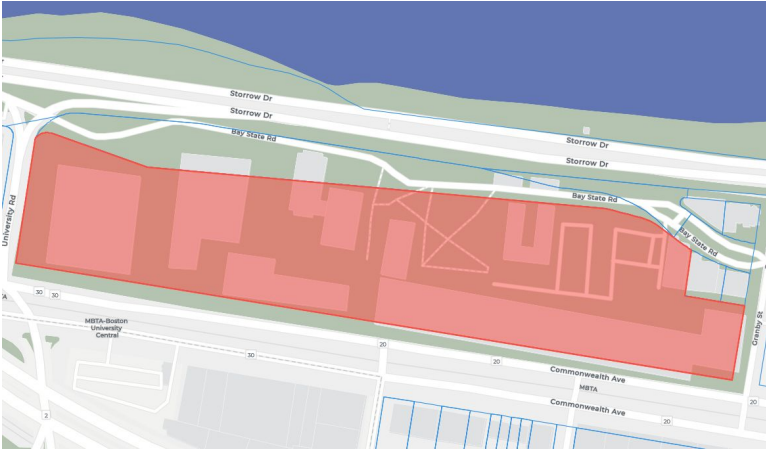 Storrow Dr
Storrow Dr
Bay State Rd
Storrow Dr
Storrow Dr
Bay State Rd
University Rd
Bay State Rd
30
30
MBTA-Boston
University
Central
20
30
20
Commonwealth Ave
MBTA
Granby St
Commonwealth Ave
20
20
2